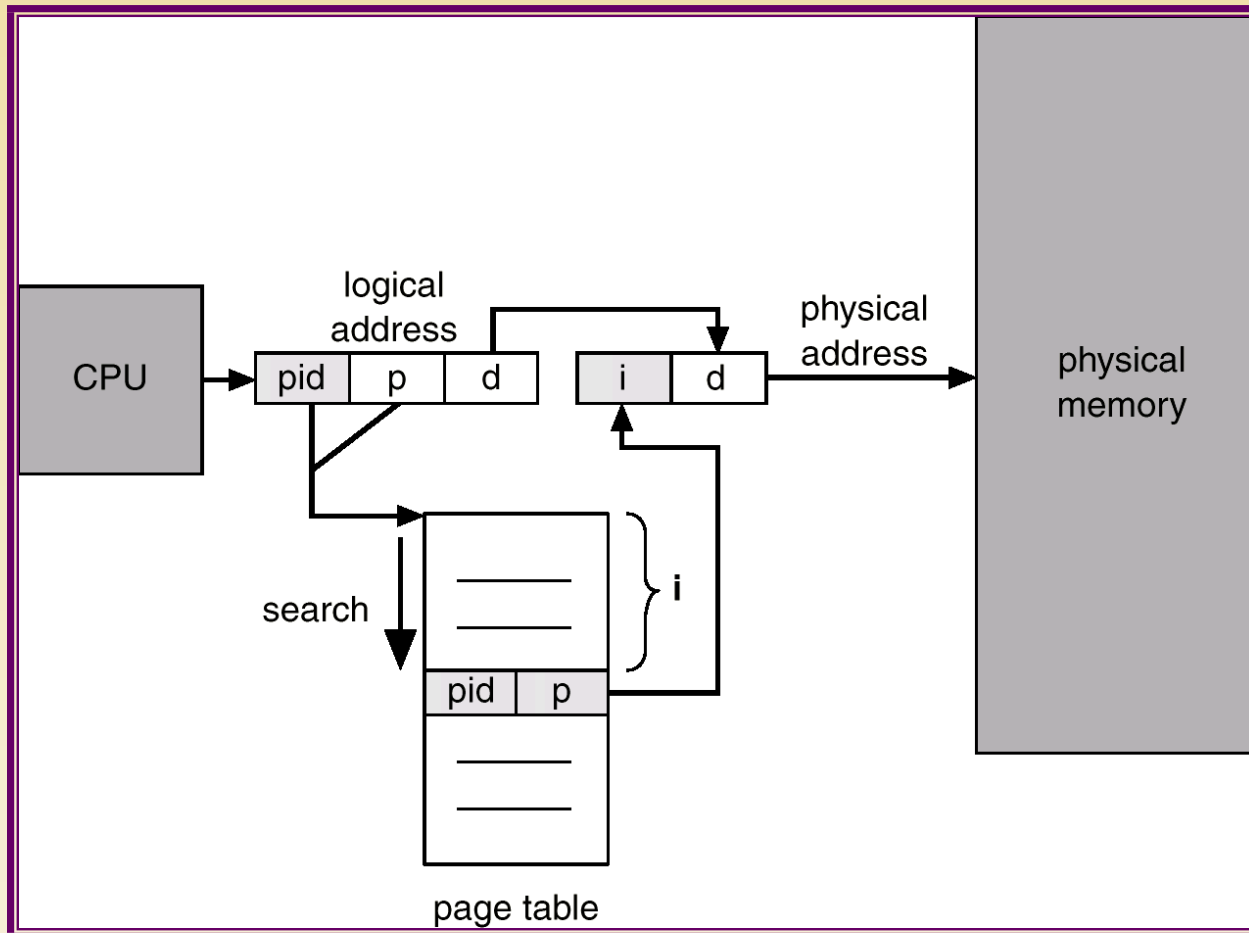 logical
address
physical
address
CPU
pid
p
d
i
d
physical
memory
search
i
pid
p
page table